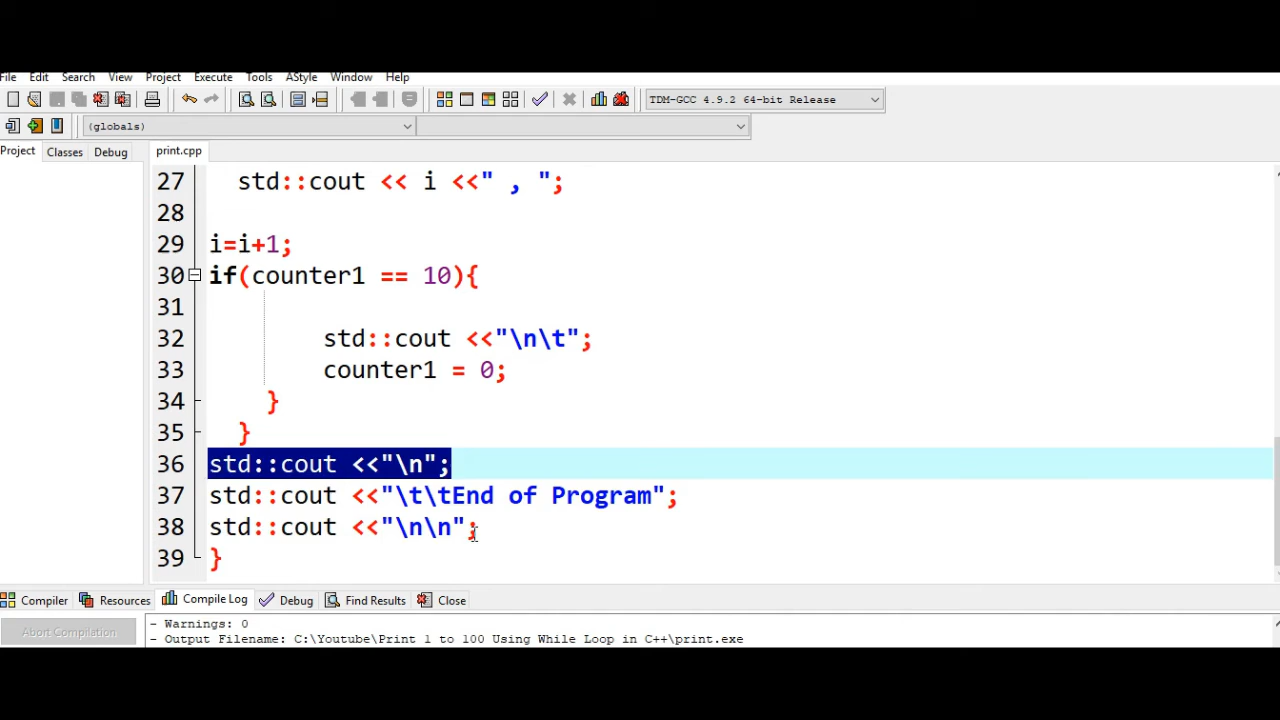 File Edit Search View Project Execute Tools AStyle Window Help
TDM-GCC 4.9.2 64-bit Release
(globals)
Project Classes Debug print.cpp
27 std::cout << i <<" , ";
28
29 i=i+1;
30 if(counter1 == 10){
31
32 std::cout <<"\n\t";
33 counter1 = 0;
34 }
35 }
36 std::cout <<"\n";
37 std::cout <<"\t\tEnd of Program";
38 std::cout <<"\n\n";
39 }
Compiler Resources Compile Log Debug Find Results Close
Abort Compilation
- Warnings: 0
- Output Filename: C:\Youtube\Print 1 to 100 Using While Loop in C++\print.exe